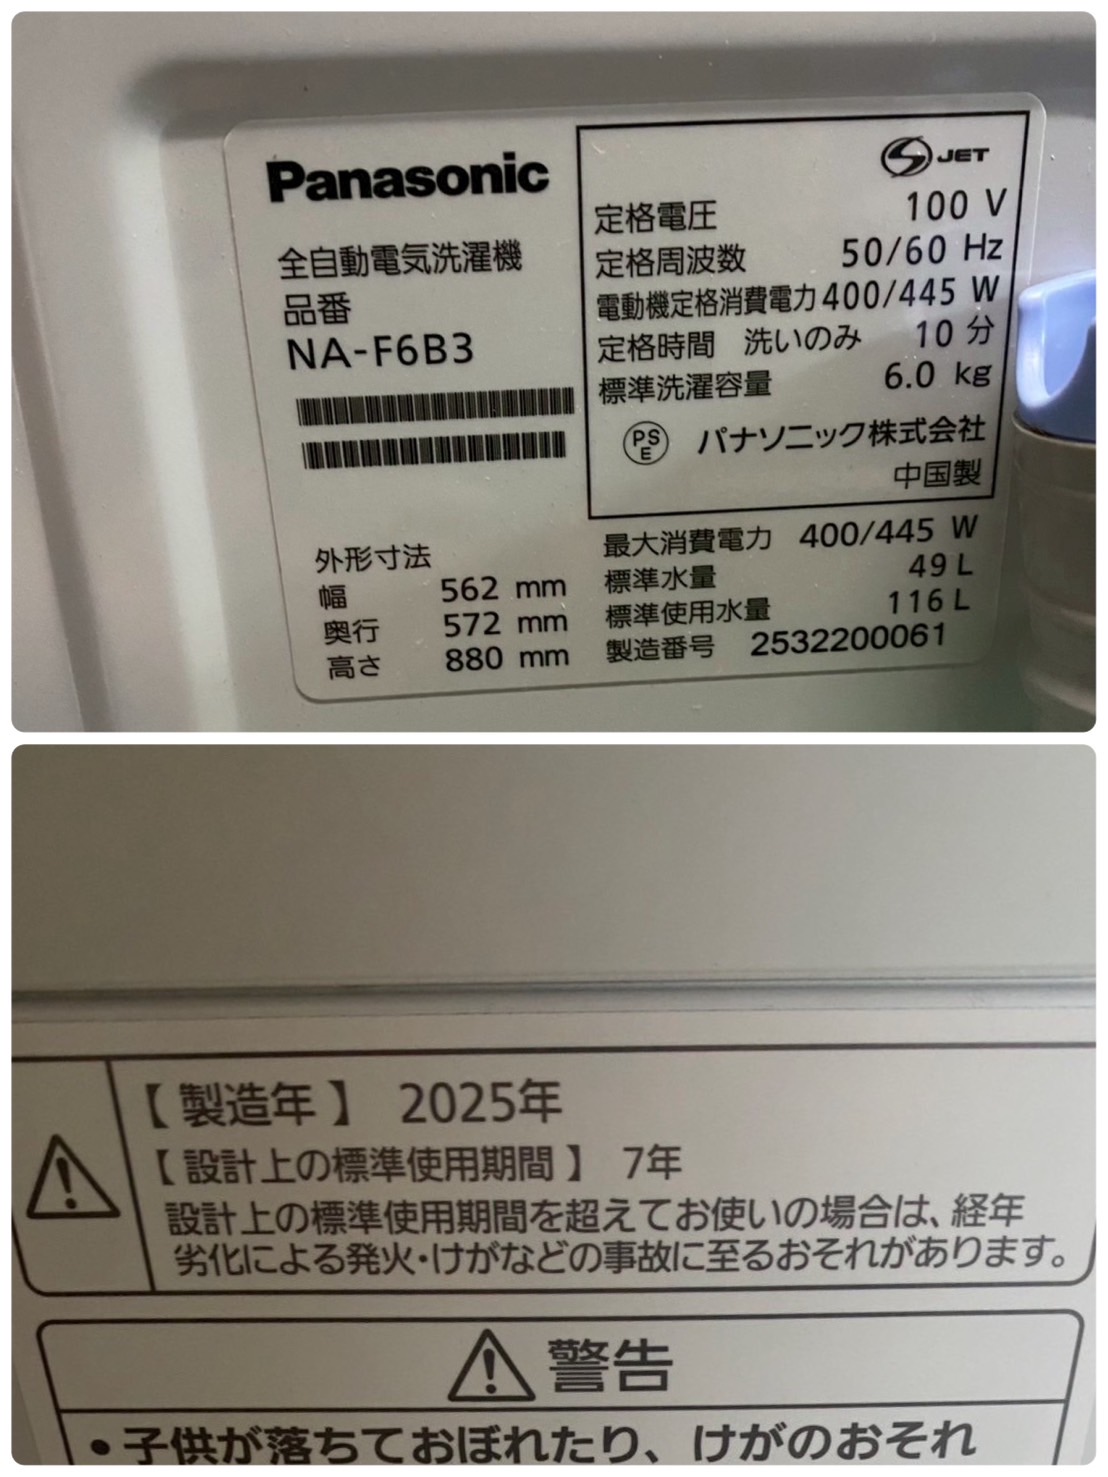 Panasonic
全自動電気洗濯機
品番
NA-F6B3
外形寸法
幅 562 mm
奥行 572 mm
高さ 880 mm
S JET
定格電圧 100 V
定格周波数 50/60 Hz
電動機定格消費電力 400/445 W
定格時間 洗いのみ 10 分
標準洗濯容量 6.0 kg
PS E パナソニック株式会社
中国製
最大消費電力 400/445 W
標準水量 49 L
標準使用水量 116 L
製造番号 2532200061
【製造年】 2025年
【設計上の標準使用期間】 7年
設計上の標準使用期間を超えてお使いの場合は、経年
劣化による発火・けがなどの事故に至るおそれがあります。
警告
• 子供が落ちておぼれたり、けがのおそれ